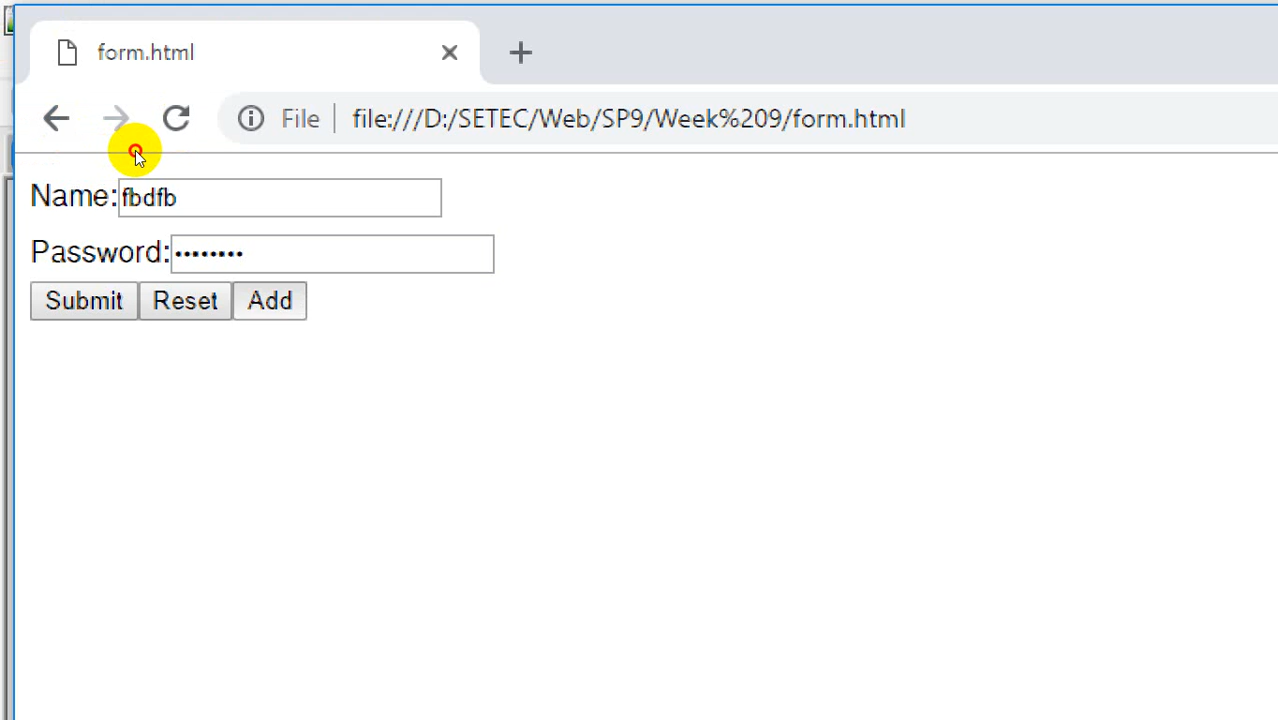 form.html
File file:///D:/SETEC/Web/SP9/Week%209/form.html
Name: fbdfb
Password: ••••••••
Submit Reset Add